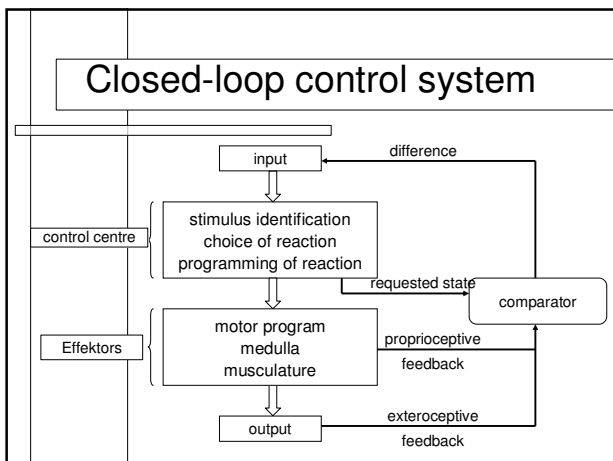 Closed-loop control system
input
difference
stimulus identification
choice of reaction
programming of reaction
control centre
requested state
comparator
motor program
medulla
musculature
Effektors
proprioceptive
feedback
output
exteroceptive
feedback